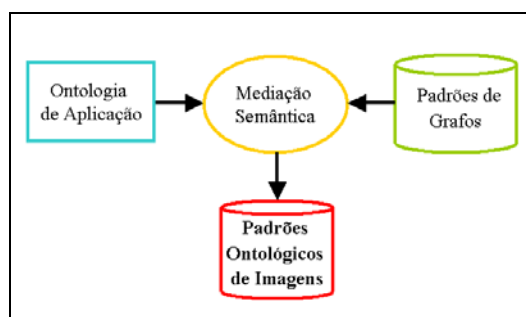 Ontologia
de Aplicação
Mediação
Semântica
Padrões de
Grafos
Padrões
Ontológicos
de Imagens